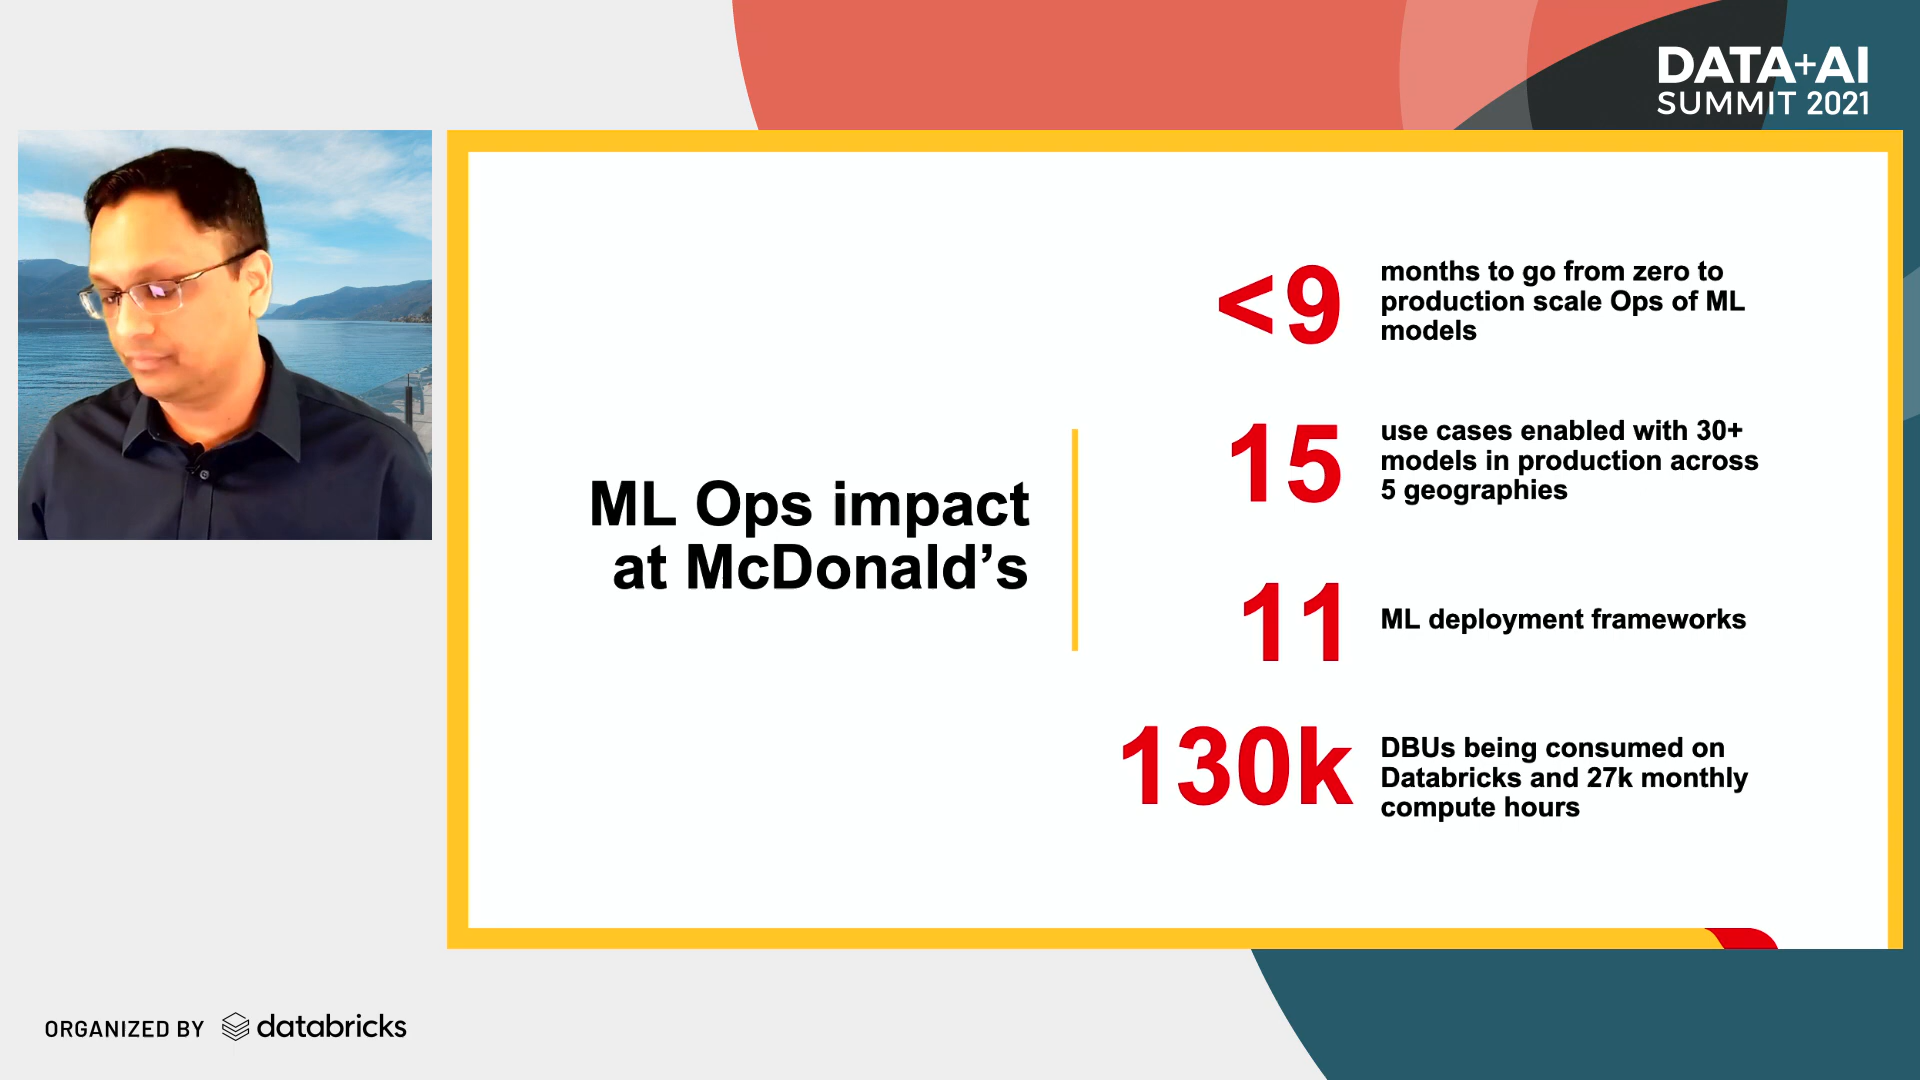 DATA+AI
SUMMIT 2021
ML Ops impact
at McDonald’s
<9
months to go from zero to
production scale Ops of ML
models
15
use cases enabled with 30+
models in production across
5 geographies
11
ML deployment frameworks
130k
DBUs being consumed on
Databricks and 27k monthly
compute hours
ORGANIZED BY databricks